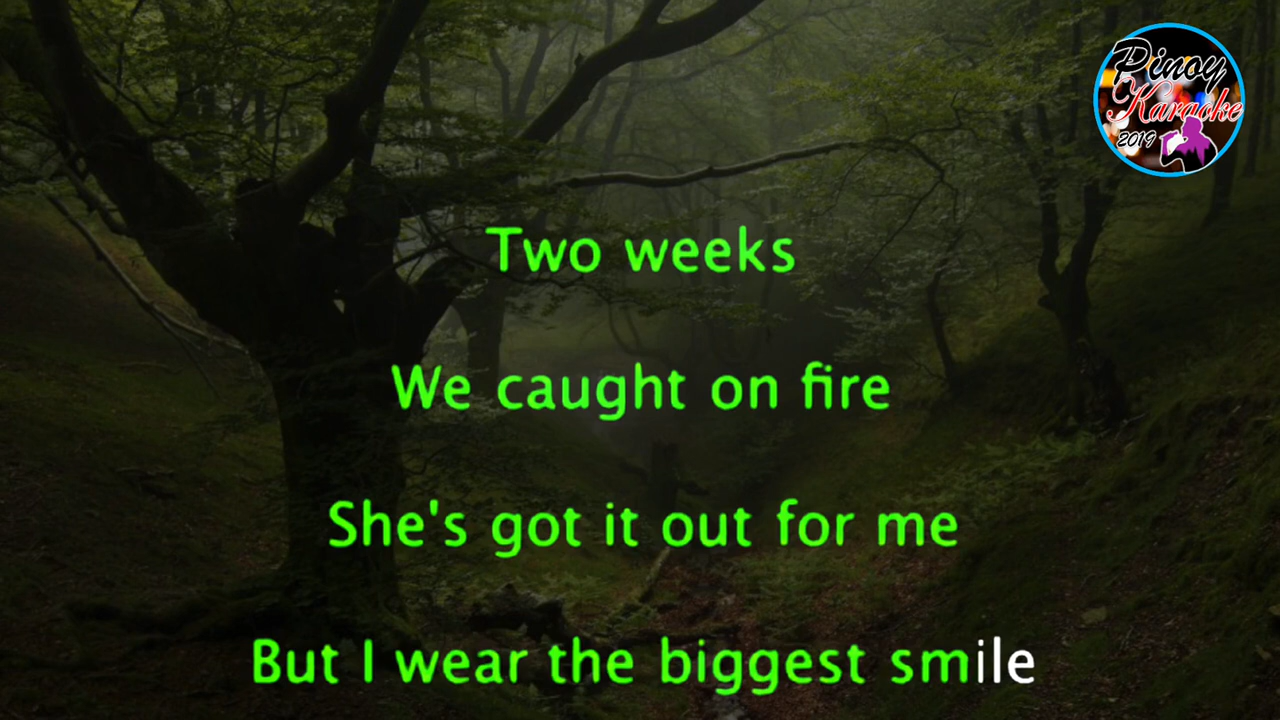 Pinoy
Karaoke
2019
Two weeks
We caught on fire
She's got it out for me
But I wear the biggest smile